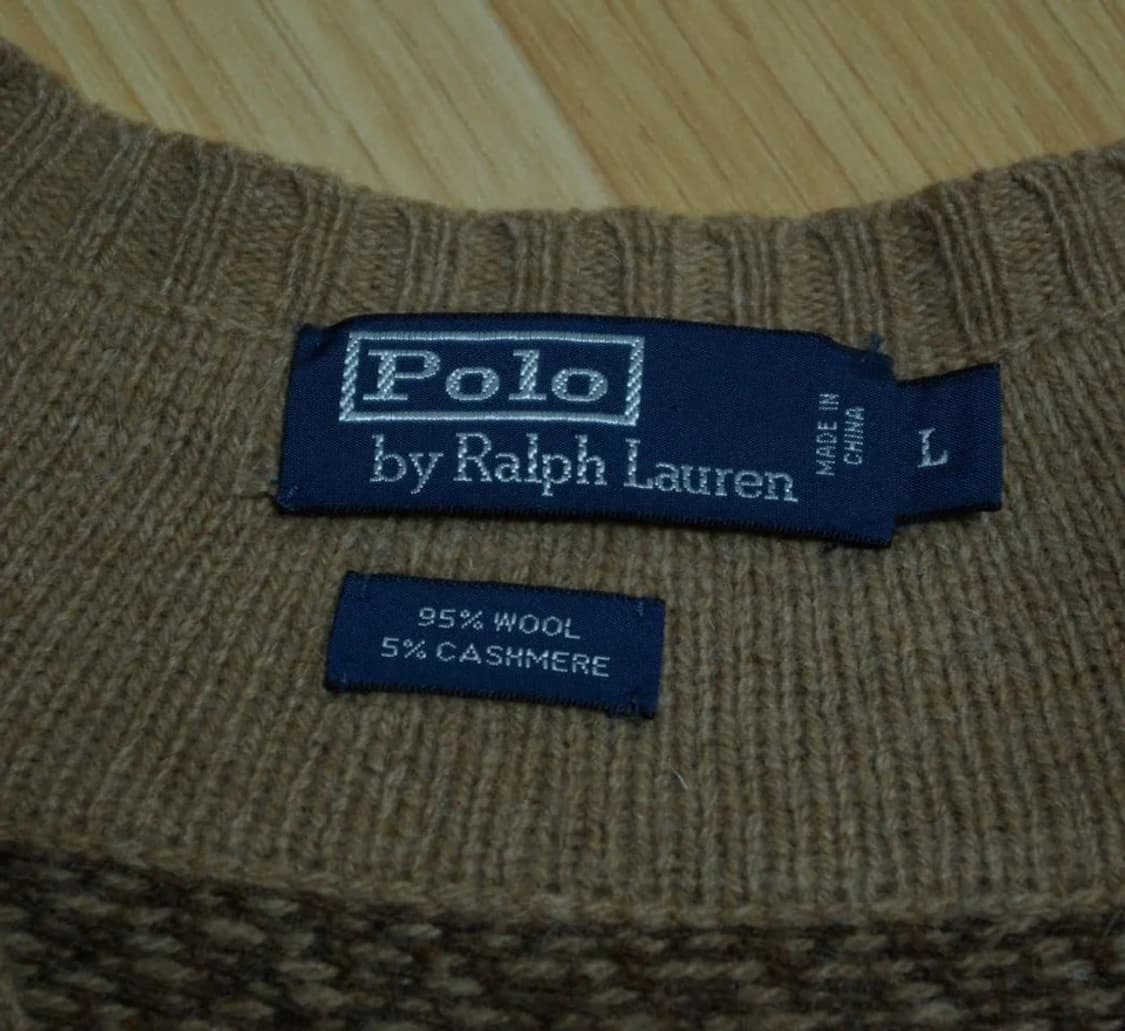 Polo
by Ralph Lauren
MADE IN
CHINA
L
95% WOOL
5% CASHMERE